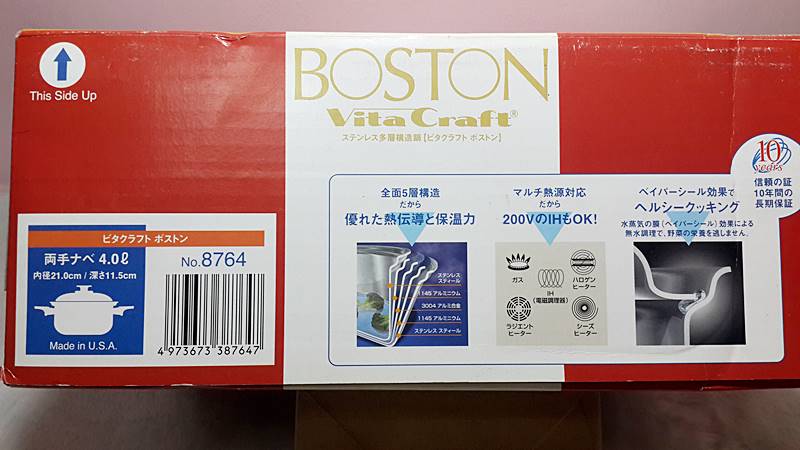 This Side Up
BOSTON
Vita Craft®
ステンレス多層構造鍋【ビタクラフト ボストン】
10
years
信頼の証
10年間の
長期保証
全面5層構造
だから
優れた熱伝導と保温力
ステンレス
スティール
1145 アルミニウム
3004 アルミ合金
1145 アルミニウム
ステンレス スティール
マルチ熱源対応
だから
200VのIHもOK!
ガス
IH
(電磁調理器)
ハロゲン
ヒーター
ラジエント
ヒーター
シーズ
ヒーター
ベイパーシール効果で
ヘルシークッキング
水蒸気の膜(ベイパーシール)効果による
無水調理で、野菜の栄養を逃しません。
ビタクラフト ボストン
両手ナベ 4.0ℓ
内径21.0cm / 深さ11.5cm
Made in U.S.A.
No.8764
4 973673 387647